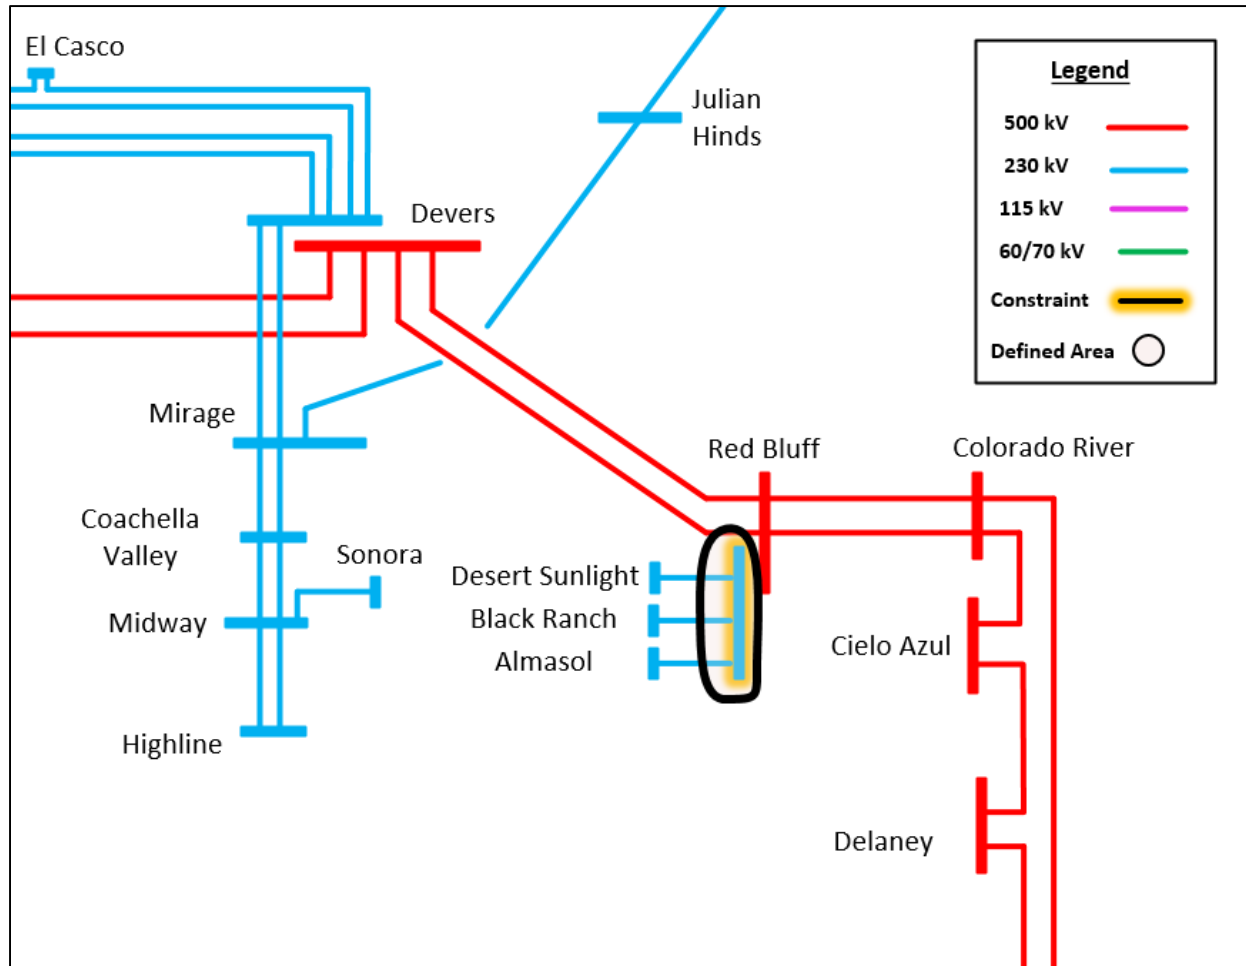 El Casco
Julian
Hinds
Legend
500 kV
230 kV
115 kV
60/70 kV
Constraint
Defined Area
Devers
Mirage
Red Bluff
Colorado River
Coachella
Valley
Sonora
Desert Sunlight
Midway
Black Ranch
Almasol
Cielo Azul
Highline
Delaney